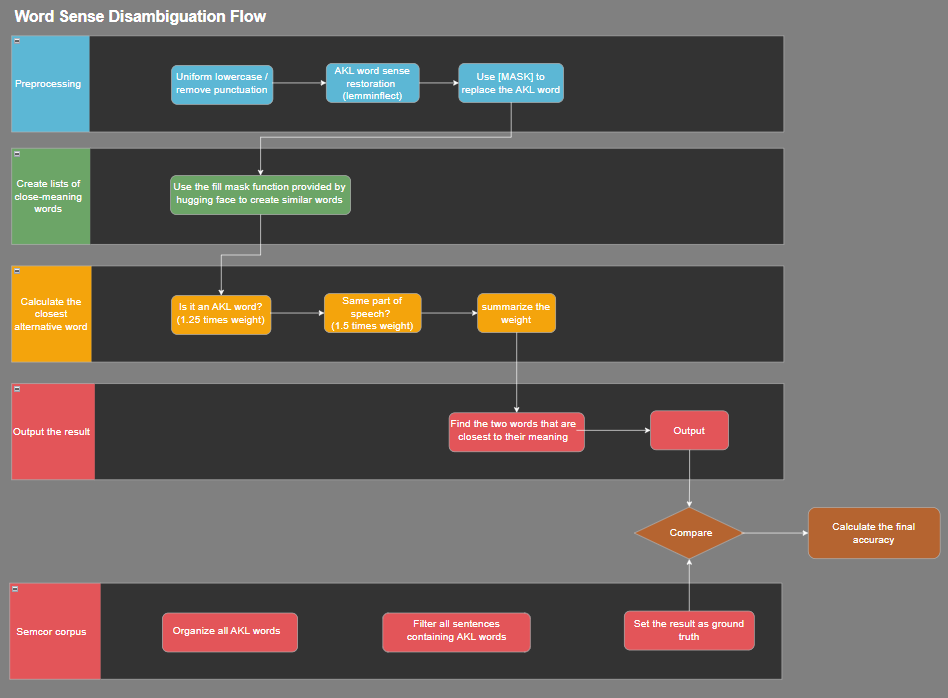 Word Sense Disambiguation Flow
Preprocessing
Uniform lowercase /
remove punctuation
AKL word sense
restoration
(lemminflect)
Use [MASK] to
replace the AKL word
Create lists of
close-meaning
words
Use the fill mask function provided by
hugging face to create similar words
Calculate the
closest
alternative word
Is it an AKL word?
(1.25 times weight)
Same part of
speech?
(1.5 times weight)
summarize the
weight
Output the result
Find the two words that are
closest to their meaning
Output
Compare
Calculate the final
accuracy
Semcor corpus
Organize all AKL words
Filter all sentences
containing AKL words
Set the result as ground
truth